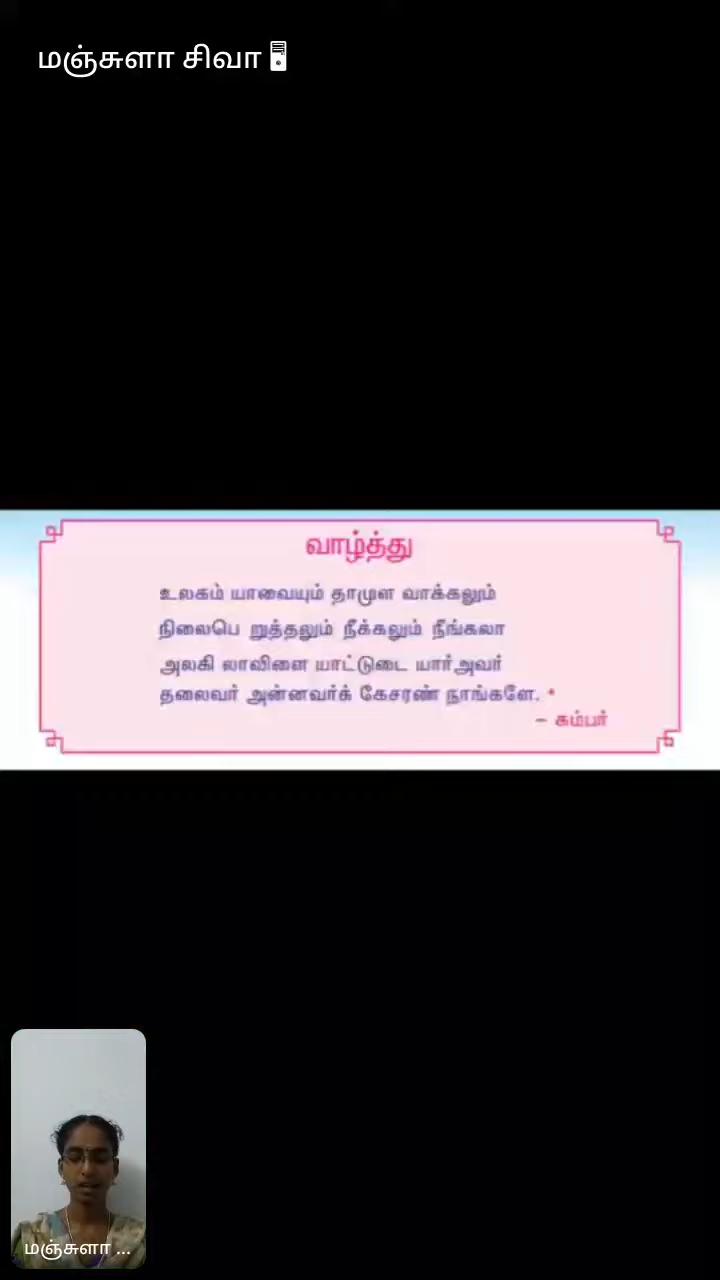 மஞ்சுளா சிவா
வாழ்த்து
உலகம் யாவையும் தாமுள வாக்கலும்
நிலைபெ றுத்தலும் நீக்கலும் நீங்கலா
அலகி லாவிளை யாட்டுடை யார்அவர்
தலைவர் அன்னவர்க் கேசரண் நாங்களே. *
– கம்பர்
மஞ்சுளா ...